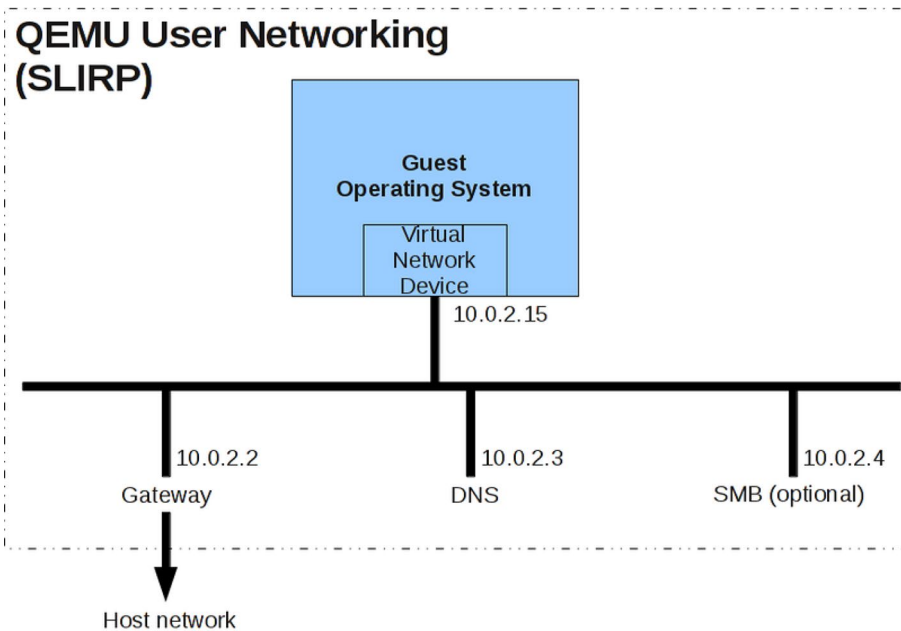 QEMU User Networking
(SLIRP)
Guest
Operating System
Virtual
Network
Device
10.0.2.15
10.0.2.2
10.0.2.3
10.0.2.4
Gateway
DNS
SMB (optional)
Host network